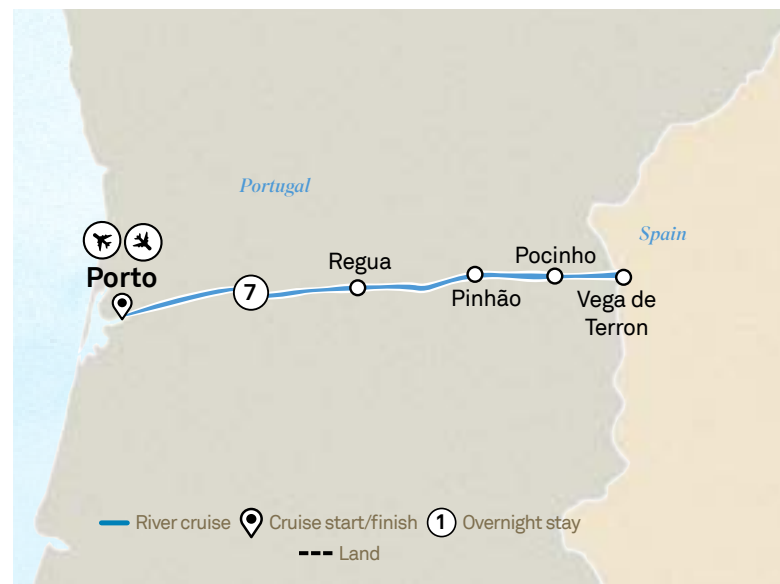 Portugal
Spain
Porto
Regua
7
Pinhão
Pocinho
Vega de
Terron
River cruise Cruise start/finish 1 Overnight stay
Land